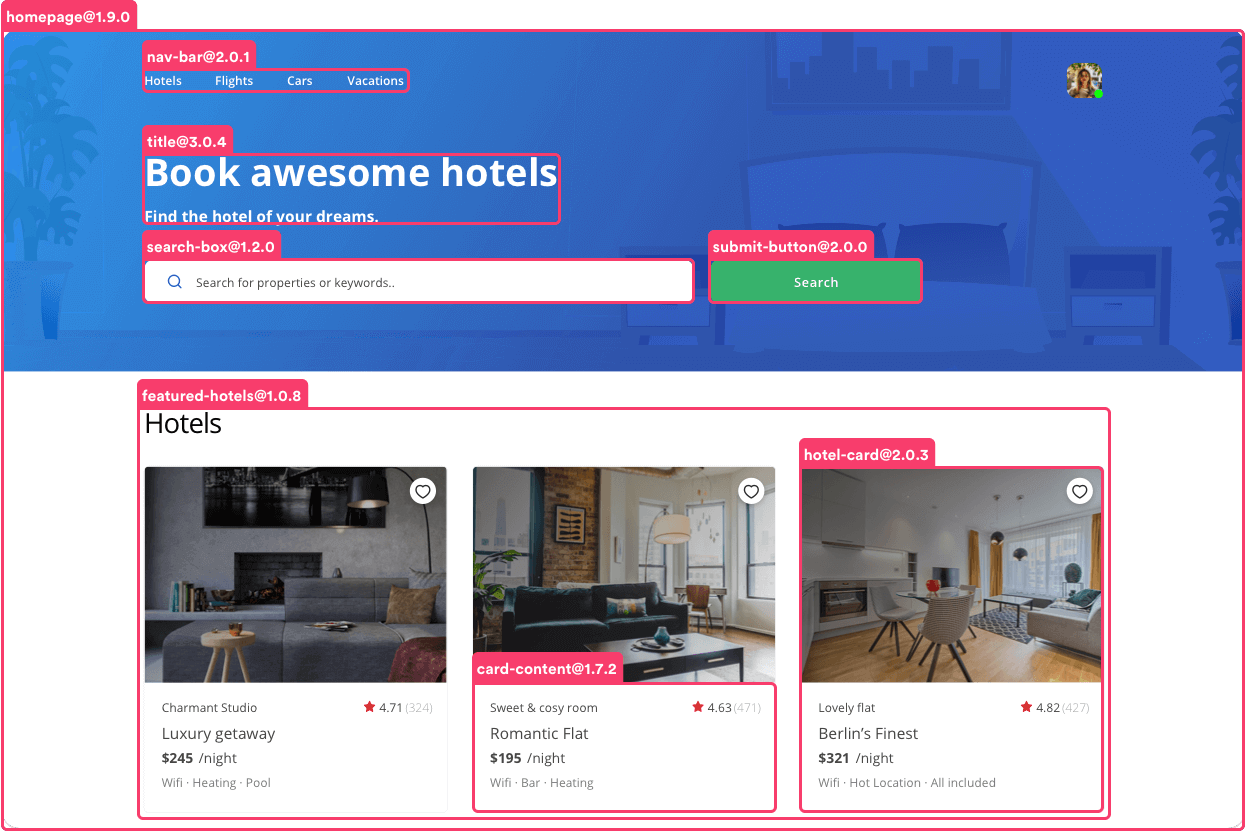 homepage@1.9.0
nav-bar@2.0.1
Hotels Flights Cars Vacations
title@3.0.4
Book awesome hotels
Find the hotel of your dreams.
search-box@1.2.0 submit-button@2.0.0
Search for properties or keywords.. Search
featured-hotels@1.0.8
Hotels
hotel-card@2.0.3
card-content@1.7.2
Charmant Studio 4.71 (324)
Luxury getaway
$245 /night
Wifi · Heating · Pool
Sweet & cosy room 4.63 (471)
Romantic Flat
$195 /night
Wifi · Bar · Heating
Lovely flat 4.82 (427)
Berlin’s Finest
$321 /night
Wifi · Hot Location · All included